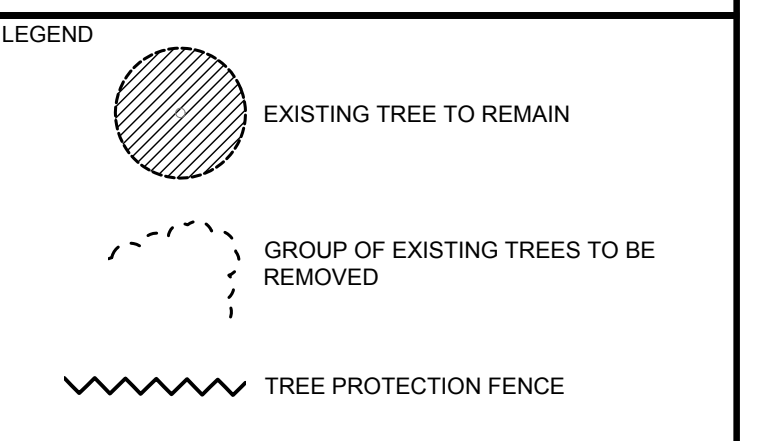 LEGEND
EXISTING TREE TO REMAIN
GROUP OF EXISTING TREES TO BE
REMOVED
TREE PROTECTION FENCE